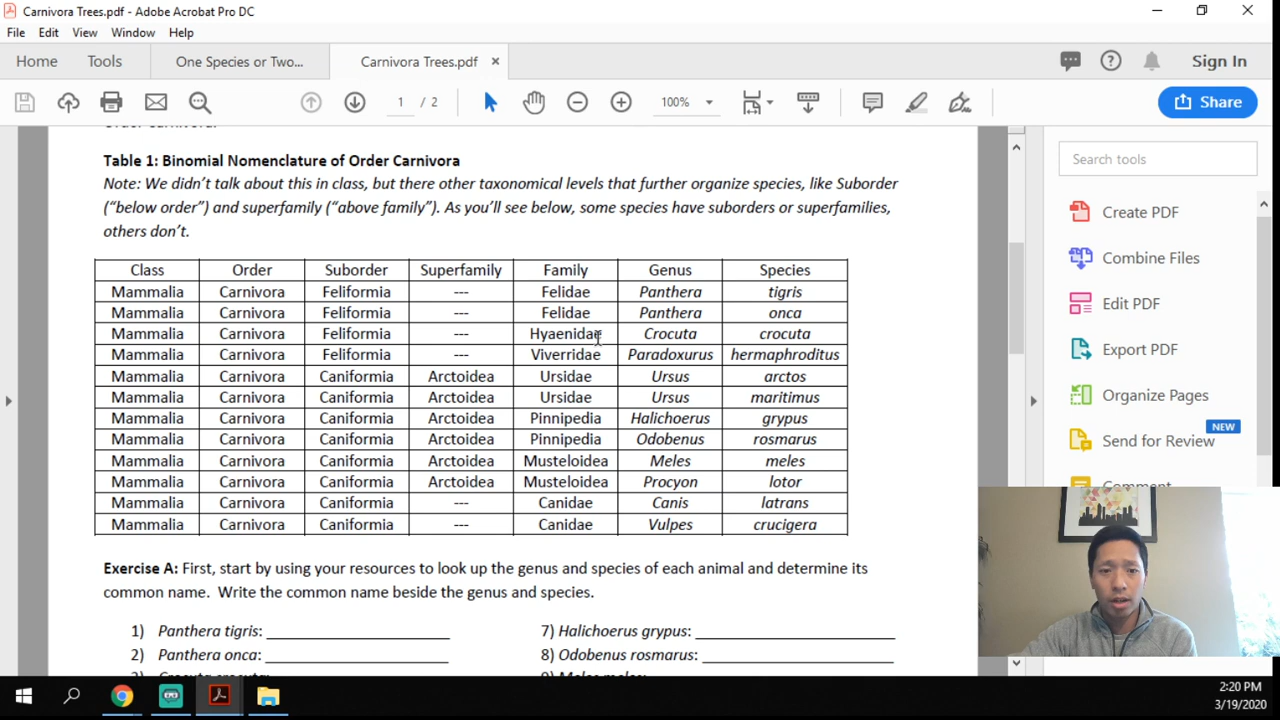 Carnivora Trees.pdf - Adobe Acrobat Pro DC
File Edit View Window Help
Home Tools One Species or Two... Carnivora Trees.pdf × Sign In
1 / 2 100% Share
Table 1: Binomial Nomenclature of Order Carnivora
Note: We didn't talk about this in class, but there other taxonomical levels that further organize species, like Suborder
("below order") and superfamily ("above family"). As you'll see below, some species have suborders or superfamilies,
others don't.
Class Order Suborder Superfamily Family Genus Species
Mammalia Carnivora Feliformia --- Felidae Panthera tigris
Mammalia Carnivora Feliformia --- Felidae Panthera onca
Mammalia Carnivora Feliformia --- Hyaenidae Crocuta crocuta
Mammalia Carnivora Feliformia --- Viverridae Paradoxurus hermaphroditus
Mammalia Carnivora Caniformia Arctoidea Ursidae Ursus arctos
Mammalia Carnivora Caniformia Arctoidea Ursidae Ursus maritimus
Mammalia Carnivora Caniformia Arctoidea Pinnipedia Halichoerus grypus
Mammalia Carnivora Caniformia Arctoidea Pinnipedia Odobenus rosmarus
Mammalia Carnivora Caniformia Arctoidea Musteloidea Meles meles
Mammalia Carnivora Caniformia Arctoidea Musteloidea Procyon lotor
Mammalia Carnivora Caniformia --- Canidae Canis latrans
Mammalia Carnivora Caniformia --- Canidae Vulpes crucigera
Exercise A: First, start by using your resources to look up the genus and species of each animal and determine its
common name. Write the common name beside the genus and species.
1) Panthera tigris: ____________________ 7) Halichoerus grypus: ____________________
2) Panthera onca: ____________________ 8) Odobenus rosmarus: ____________________
Search tools
Create PDF
Combine Files
Edit PDF
Export PDF
Organize Pages
NEW
Send for Review
Comment
2:20 PM
3/19/2020